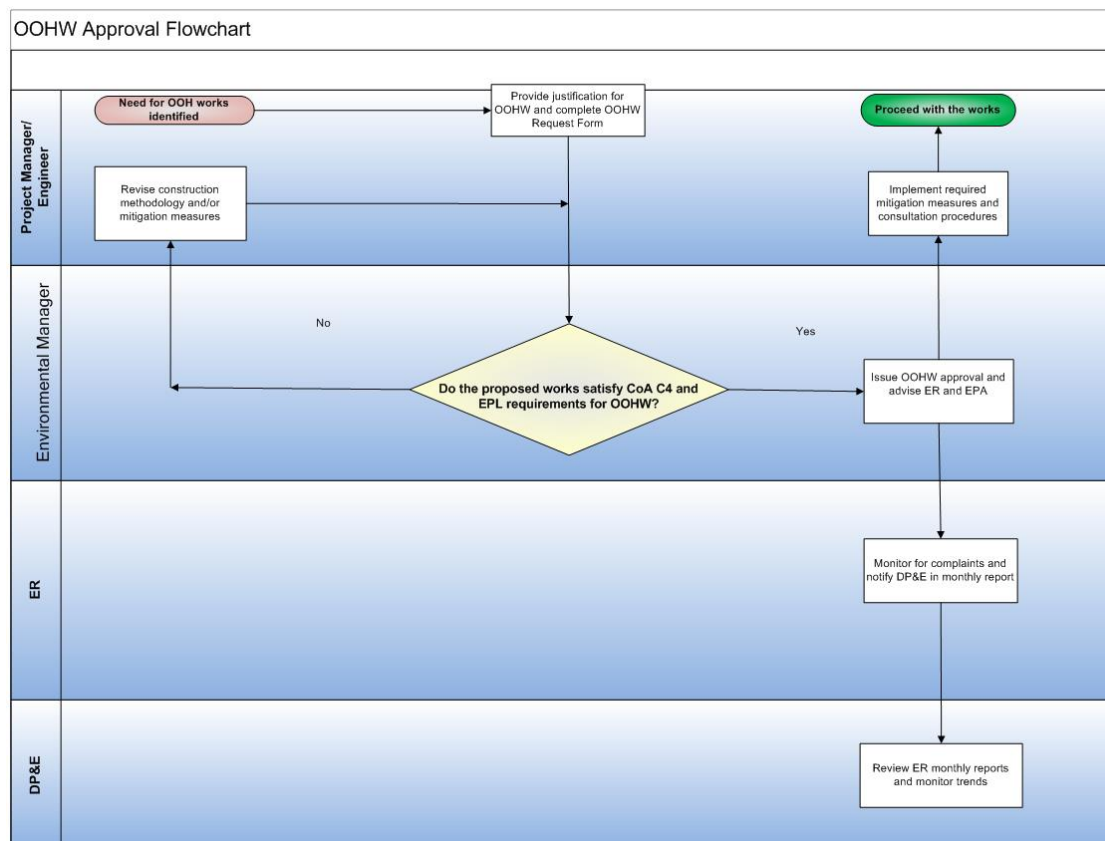 OOHW Approval Flowchart
Project Manager/
Engineer
Need for OOH works
identified
Provide justification for
OOHW and complete OOHW
Request Form
Proceed with the works
Revise construction
methodology and/or
mitigation measures
Implement required
mitigation measures and
consultation procedures
Environmental Manager
No
Yes
Do the proposed works satisfy CoA C4 and
EPL requirements for OOHW?
Issue OOHW approval and
advise ER and EPA
ER
Monitor for complaints and
notify DP&E in monthly report
DP&E
Review ER monthly reports
and monitor trends